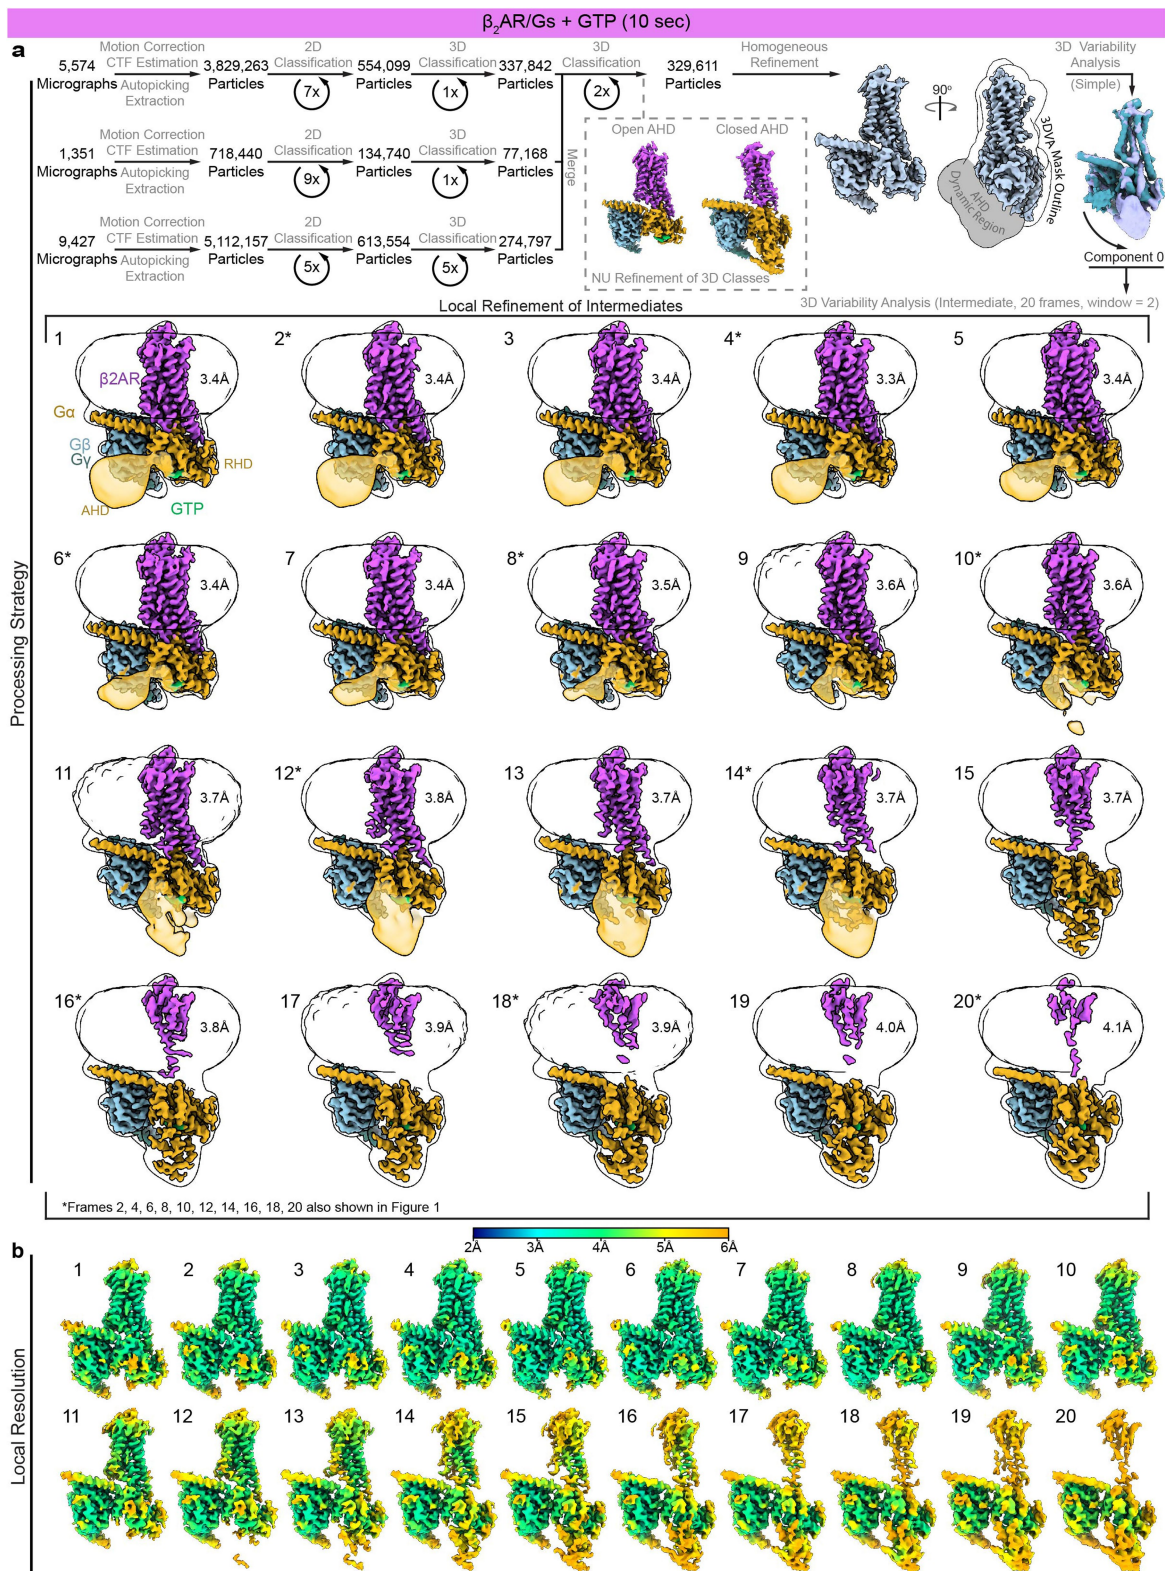 β₂AR/Gs + GTP (10 sec)
a
Processing Strategy
5,574 Micrographs
Motion Correction
CTF Estimation
Autopicking
Extraction
3,829,263 Particles
2D Classification
7x
554,099 Particles
3D Classification
1x
337,842 Particles
3D Classification
2x
329,611 Particles
Homogeneous Refinement
90º
3D Variability Analysis
(Simple)
1,351 Micrographs
Motion Correction
CTF Estimation
Autopicking
Extraction
718,440 Particles
2D Classification
9x
134,740 Particles
3D Classification
1x
77,168 Particles
Merge
9,427 Micrographs
Motion Correction
CTF Estimation
Autopicking
Extraction
5,112,157 Particles
2D Classification
5x
613,554 Particles
3D Classification
5x
274,797 Particles
Open AHD
Closed AHD
NU Refinement of 3D Classes
AHD Dynamic Region
3DVA Mask Outline
Component 0
3D Variability Analysis (Intermediate, 20 frames, window = 2)
Local Refinement of Intermediates
1
β2AR
3.4Å
Gα
Gβ
Gγ
RHD
AHD
GTP
2*
3.4Å
3
3.4Å
4*
3.3Å
5
3.4Å
6*
3.4Å
7
3.4Å
8*
3.5Å
9
3.6Å
10*
3.6Å
11
3.7Å
12*
3.8Å
13
3.7Å
14*
3.7Å
15
3.7Å
16*
3.8Å
17
3.9Å
18*
3.9Å
19
4.0Å
20*
4.1Å
*Frames 2, 4, 6, 8, 10, 12, 14, 16, 18, 20 also shown in Figure 1
b
Local Resolution
2Å 3Å 4Å 5Å 6Å
1 2 3 4 5 6 7 8 9 10
11 12 13 14 15 16 17 18 19 20